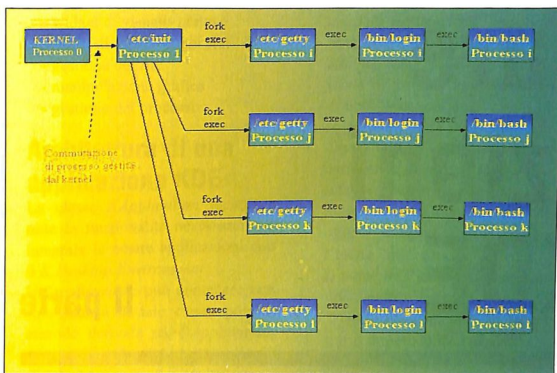 KERNEL
Processo 0
/etc/init
Processo 1
fork
exec
/etc/getty
Processo i
exec
/bin/login
Processo i
exec
/bin/bash
Processo i
fork
exec
/etc/getty
Processo j
exec
/bin/login
Processo j
exec
/bin/bash
Processo j
Commutazione
di processo gestita
dal kernel
fork
exec
/etc/getty
Processo k
exec
/bin/login
Processo k
exec
/bin/bash
Processo k
fork
exec
/etc/getty
Processo l
exec
/bin/login
Processo l
exec
/bin/bash
Processo l